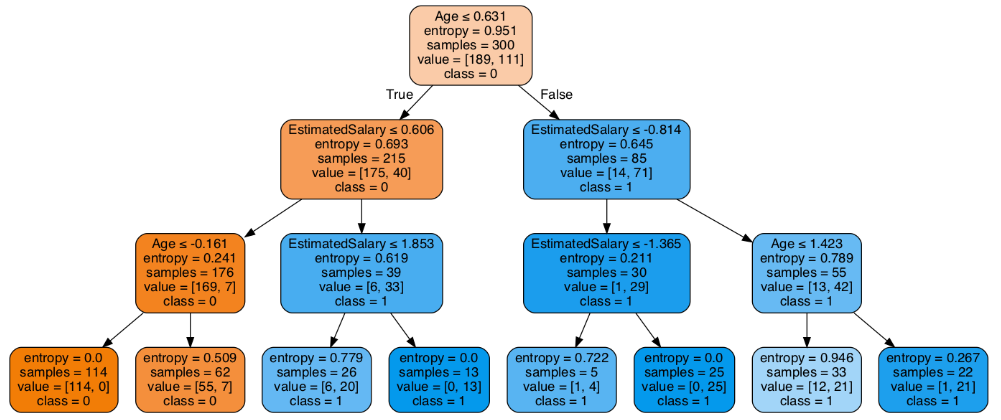 Age ≤ 0.631
entropy = 0.951
samples = 300
value = [189, 111]
class = 0
True
False
EstimatedSalary ≤ 0.606
entropy = 0.693
samples = 215
value = [175, 40]
class = 0
EstimatedSalary ≤ -0.814
entropy = 0.645
samples = 85
value = [14, 71]
class = 1
Age ≤ -0.161
entropy = 0.241
samples = 176
value = [169, 7]
class = 0
EstimatedSalary ≤ 1.853
entropy = 0.619
samples = 39
value = [6, 33]
class = 1
EstimatedSalary ≤ -1.365
entropy = 0.211
samples = 30
value = [1, 29]
class = 1
Age ≤ 1.423
entropy = 0.789
samples = 55
value = [13, 42]
class = 1
entropy = 0.0
samples = 114
value = [114, 0]
class = 0
entropy = 0.509
samples = 62
value = [55, 7]
class = 0
entropy = 0.779
samples = 26
value = [6, 20]
class = 1
entropy = 0.0
samples = 13
value = [0, 13]
class = 1
entropy = 0.722
samples = 5
value = [1, 4]
class = 1
entropy = 0.0
samples = 25
value = [0, 25]
class = 1
entropy = 0.946
samples = 33
value = [12, 21]
class = 1
entropy = 0.267
samples = 22
value = [1, 21]
class = 1